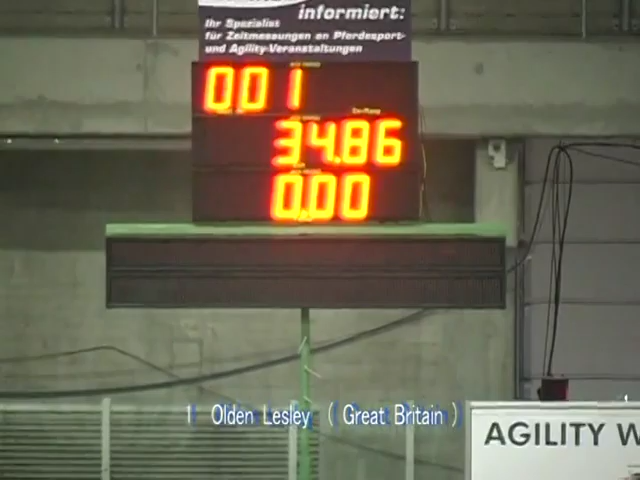 informiert:
Ihr Spezialist
für Zeitmessungen an Pferdesport-
und Agility-Veranstaltungen
001
34.86
0.00
Olden Lesley ( Great Britain )
AGILITY W